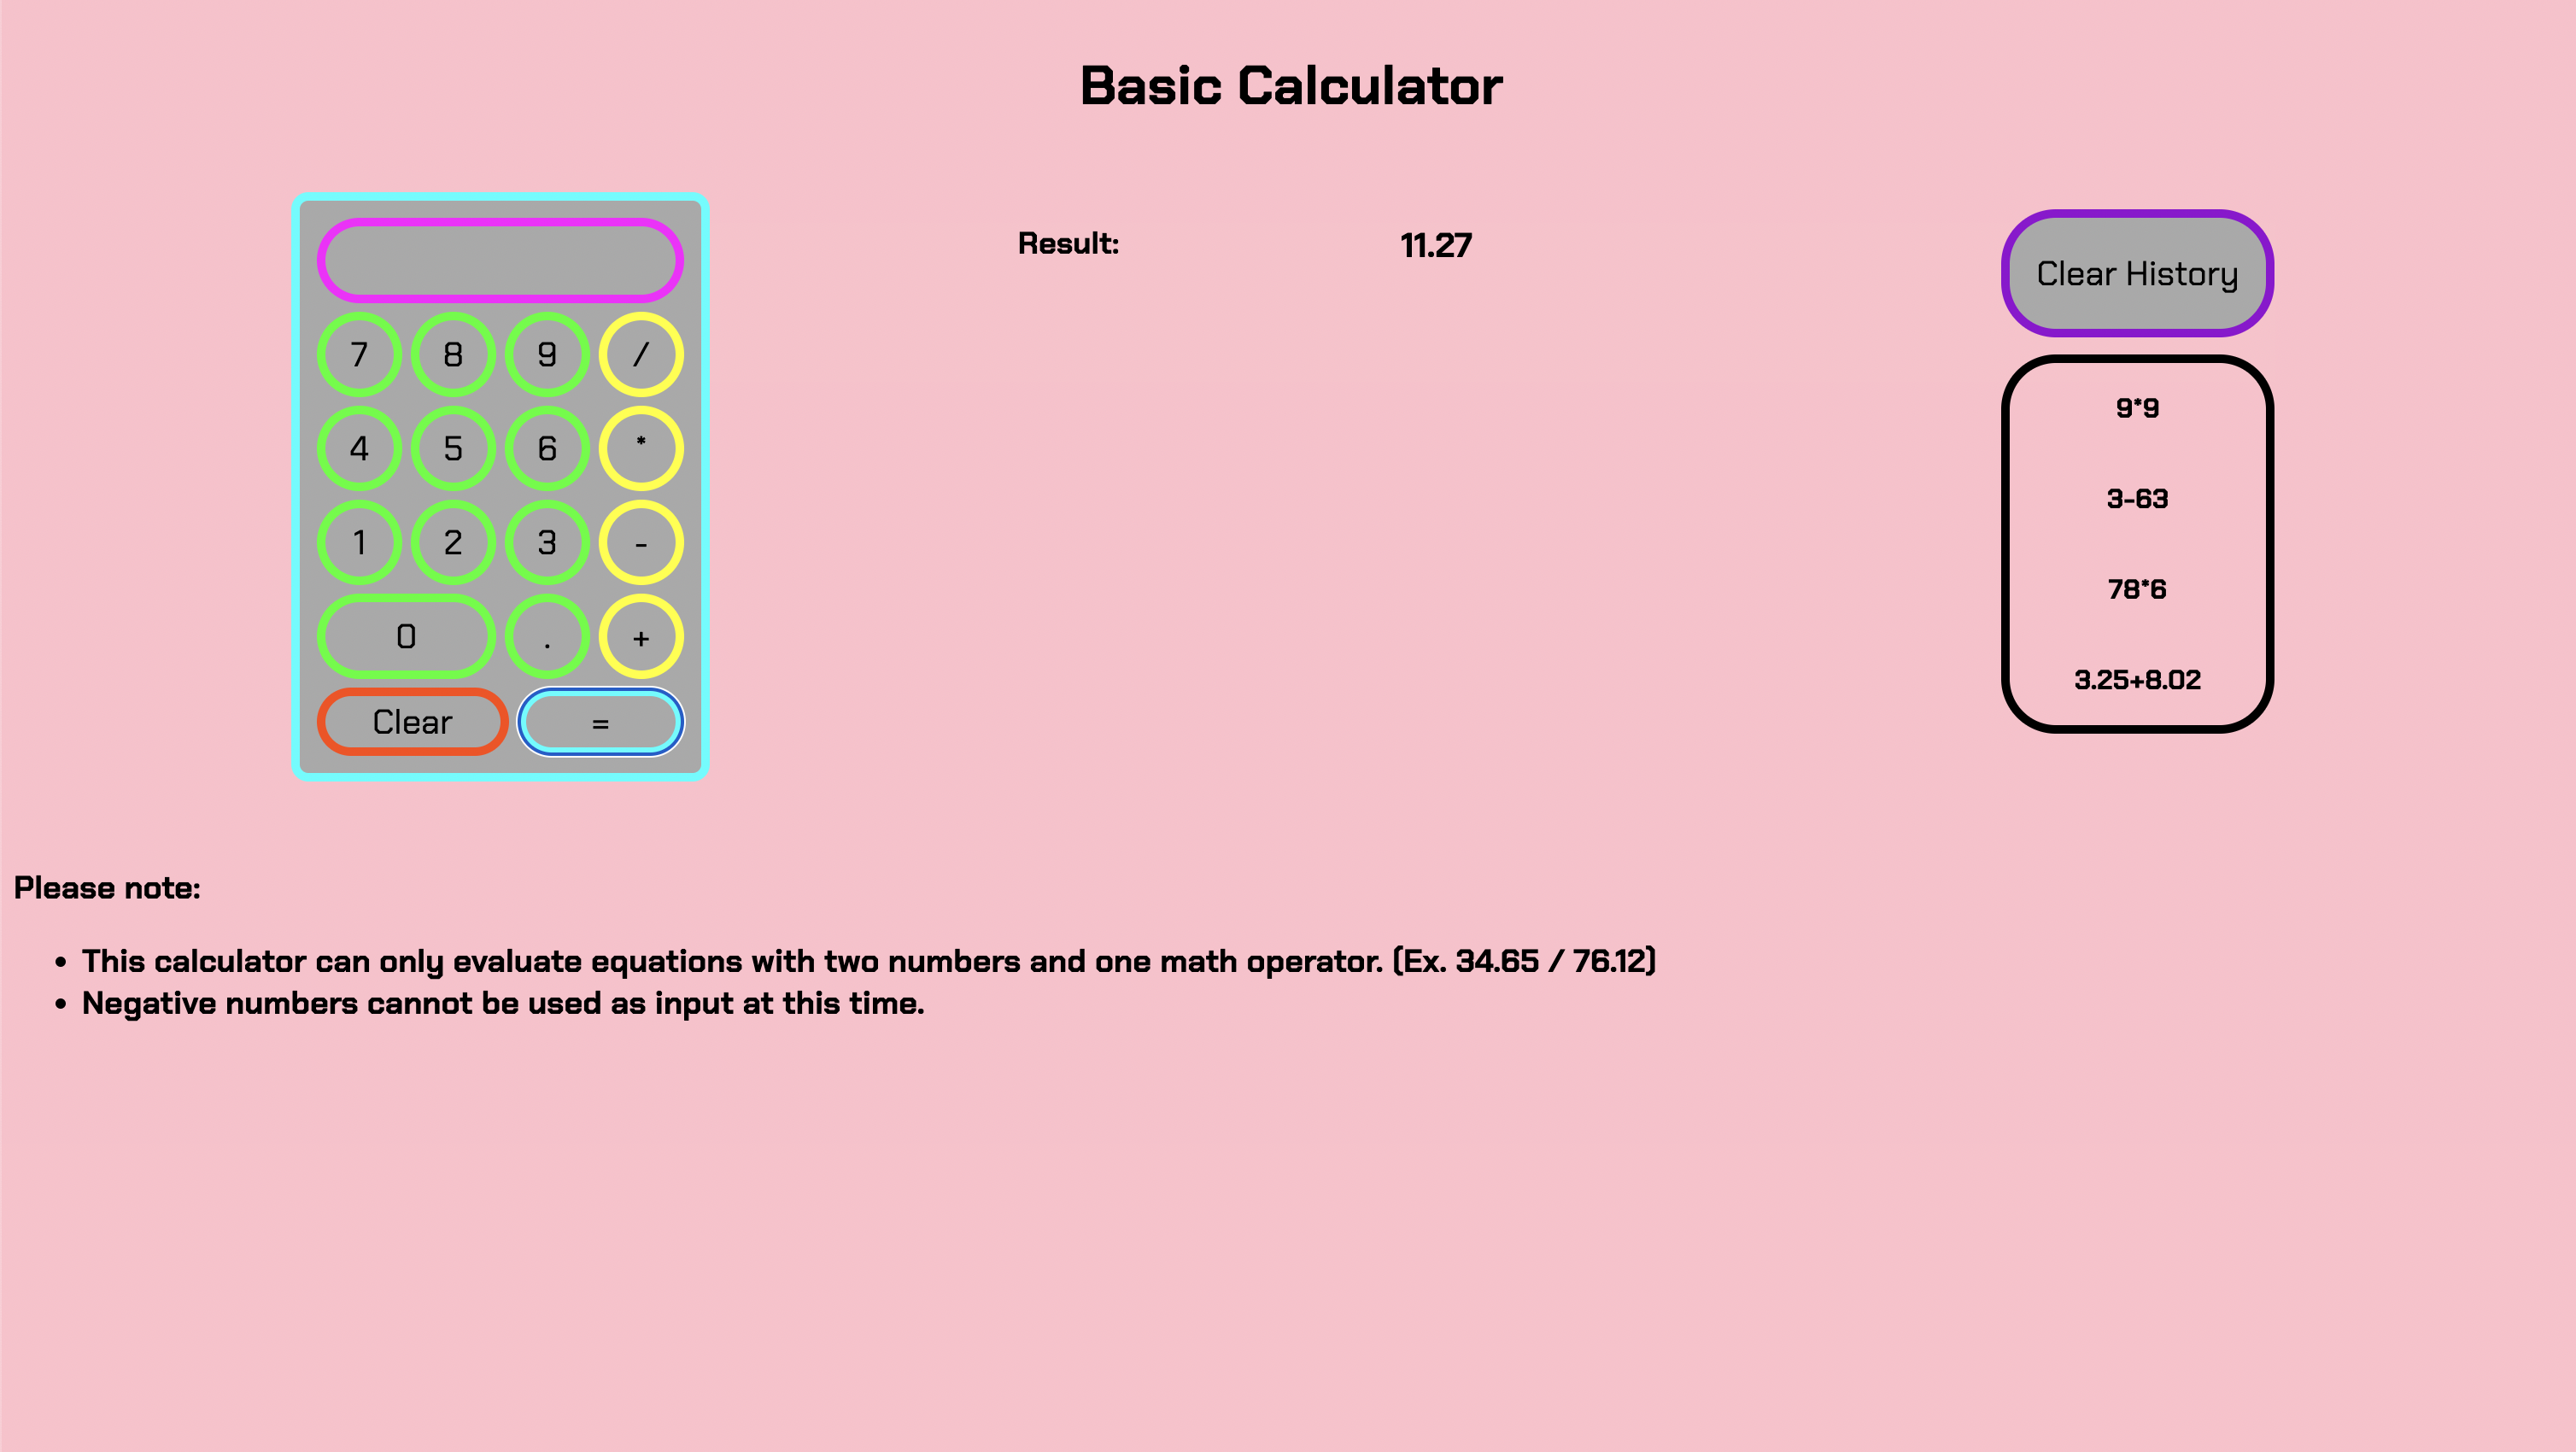 Basic Calculator
Result: 11.27
7 8 9 /
4 5 6 *
1 2 3 -
0 . +
Clear =
Clear History
9*9
3-63
78*6
3.25+8.02
Please note:
• This calculator can only evaluate equations with two numbers and one math operator. (Ex. 34.65 / 76.12)
• Negative numbers cannot be used as input at this time.